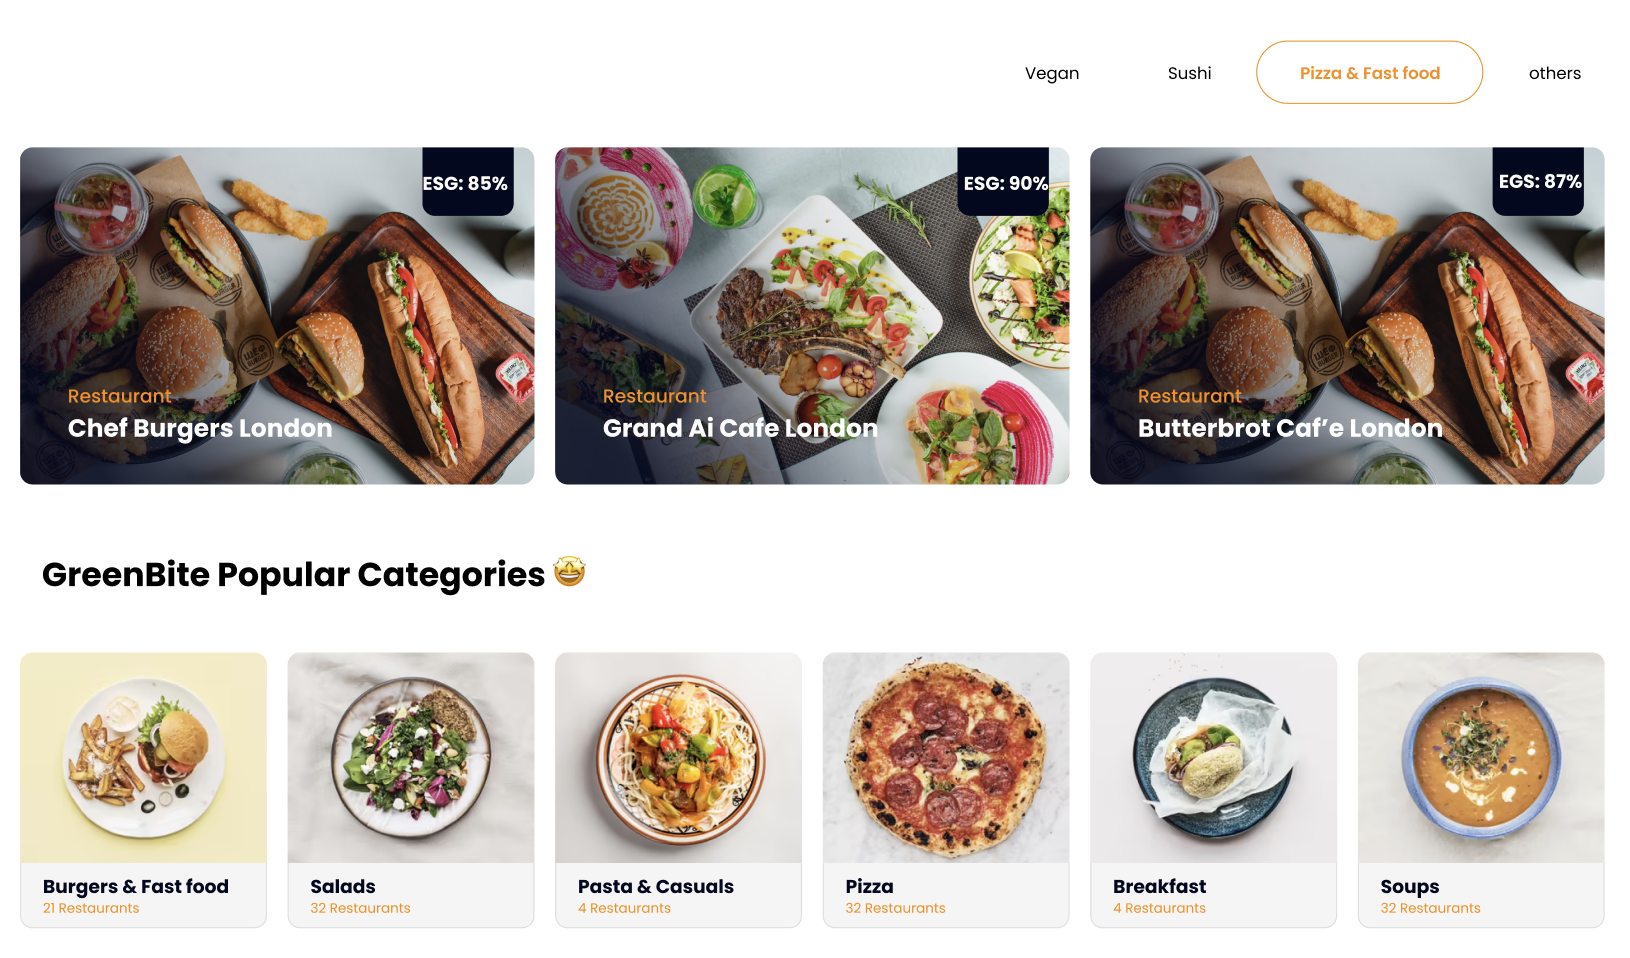 Vegan
Sushi
Pizza & Fast food
others
ESG: 85%
Restaurant
Chef Burgers London
ESG: 90%
Restaurant
Grand Ai Cafe London
EGS: 87%
Restaurant
Butterbrot Caf’e London
GreenBite Popular Categories 🤩
Burgers & Fast food
21 Restaurants
Salads
32 Restaurants
Pasta & Casuals
4 Restaurants
Pizza
32 Restaurants
Breakfast
4 Restaurants
Soups
32 Restaurants